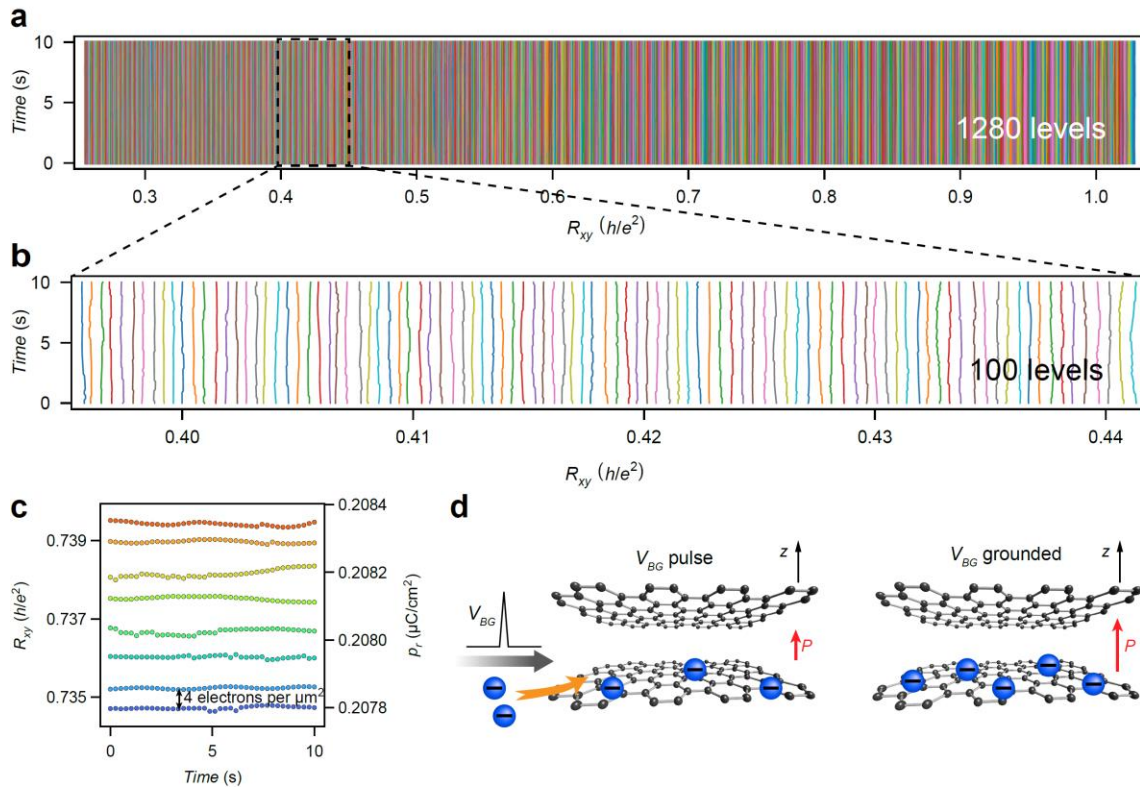 a
Time (s)
10
5
0
1280 levels
0.3 0.4 0.5 0.6 0.7 0.8 0.9 1.0
Rxy (h/e²)
b
Time (s)
10
5
0
100 levels
0.40 0.41 0.42 0.43 0.44
Rxy (h/e²)
c
Rxy (h/e²)
0.739
0.737
0.735
0.2084
0.2082
0.2080
0.2078
pr (μC/cm²)
4 electrons per μm²
0 5 10
Time (s)
d
VBG pulse
z
VBG
P
VBG grounded
z
P